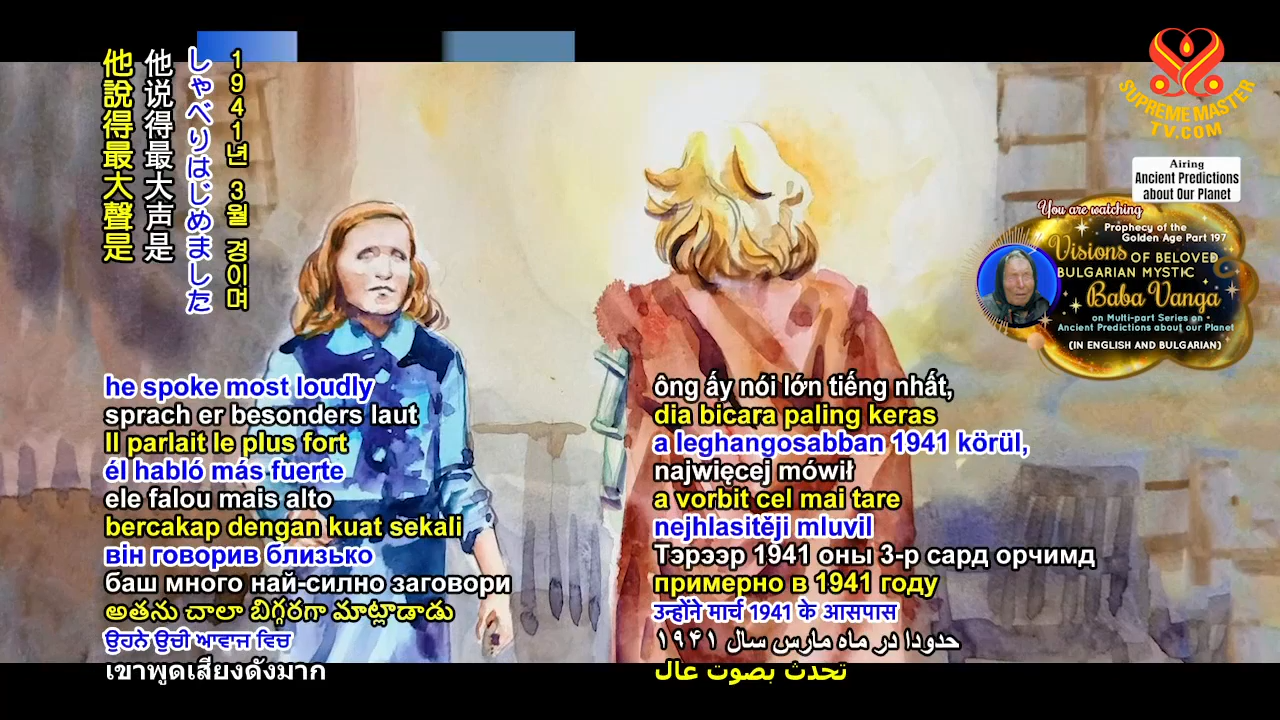 他說得最大聲是
他说得最大声是
しゃべりはじめました
1941년 3월 경이며
SUPREME MASTER
TV.COM
Airing
Ancient Predictions
about Our Planet
You are watching
Prophecy of the
Golden Age Part 197
Visions OF BELOVED
BULGARIAN MYSTIC
Baba Vanga
on Multi-part Series on
Ancient Predictions about our Planet
(IN ENGLISH AND BULGARIAN)
he spoke most loudly
sprach er besonders laut
Il parlait le plus fort
él habló más fuerte
ele falou mais alto
bercakap dengan kuat sekali
він говорив близько
баш много най-силно заговори
అతను చాలా బిగ్గరగా మాట్లాడాడు
ਉਹਨੇ ਉਚੀ ਆਵਾਜ ਵਿਚ
เขาพูดเสียงดังมาก
ông ấy nói lớn tiếng nhất,
dia bicara paling keras
a leghangosabban 1941 körül,
najwięcej mówił
a vorbit cel mai tare
nejhlasitěji mluvil
Тэрээр 1941 оны 3-р сард орчимд
примерно в 1941 году
उन्होंने मार्च 1941 के आसपास
حدودا در ماه مارس سال ۱۹۴۱
تحدث بصوت عال